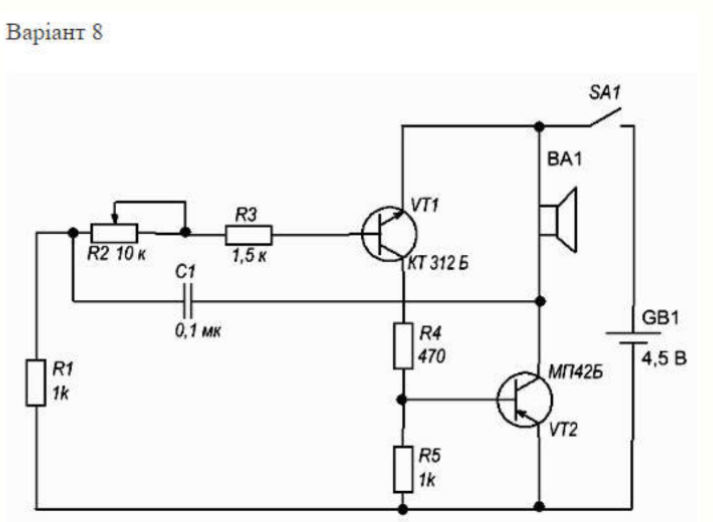 Варіант 8
SA1
BA1
VT1
R3
R2 10 к
1,5 к
КТ 312 Б
C1
0,1 мк
GB1
R4
470
4,5 В
R1
1k
МП42Б
VT2
R5
1k